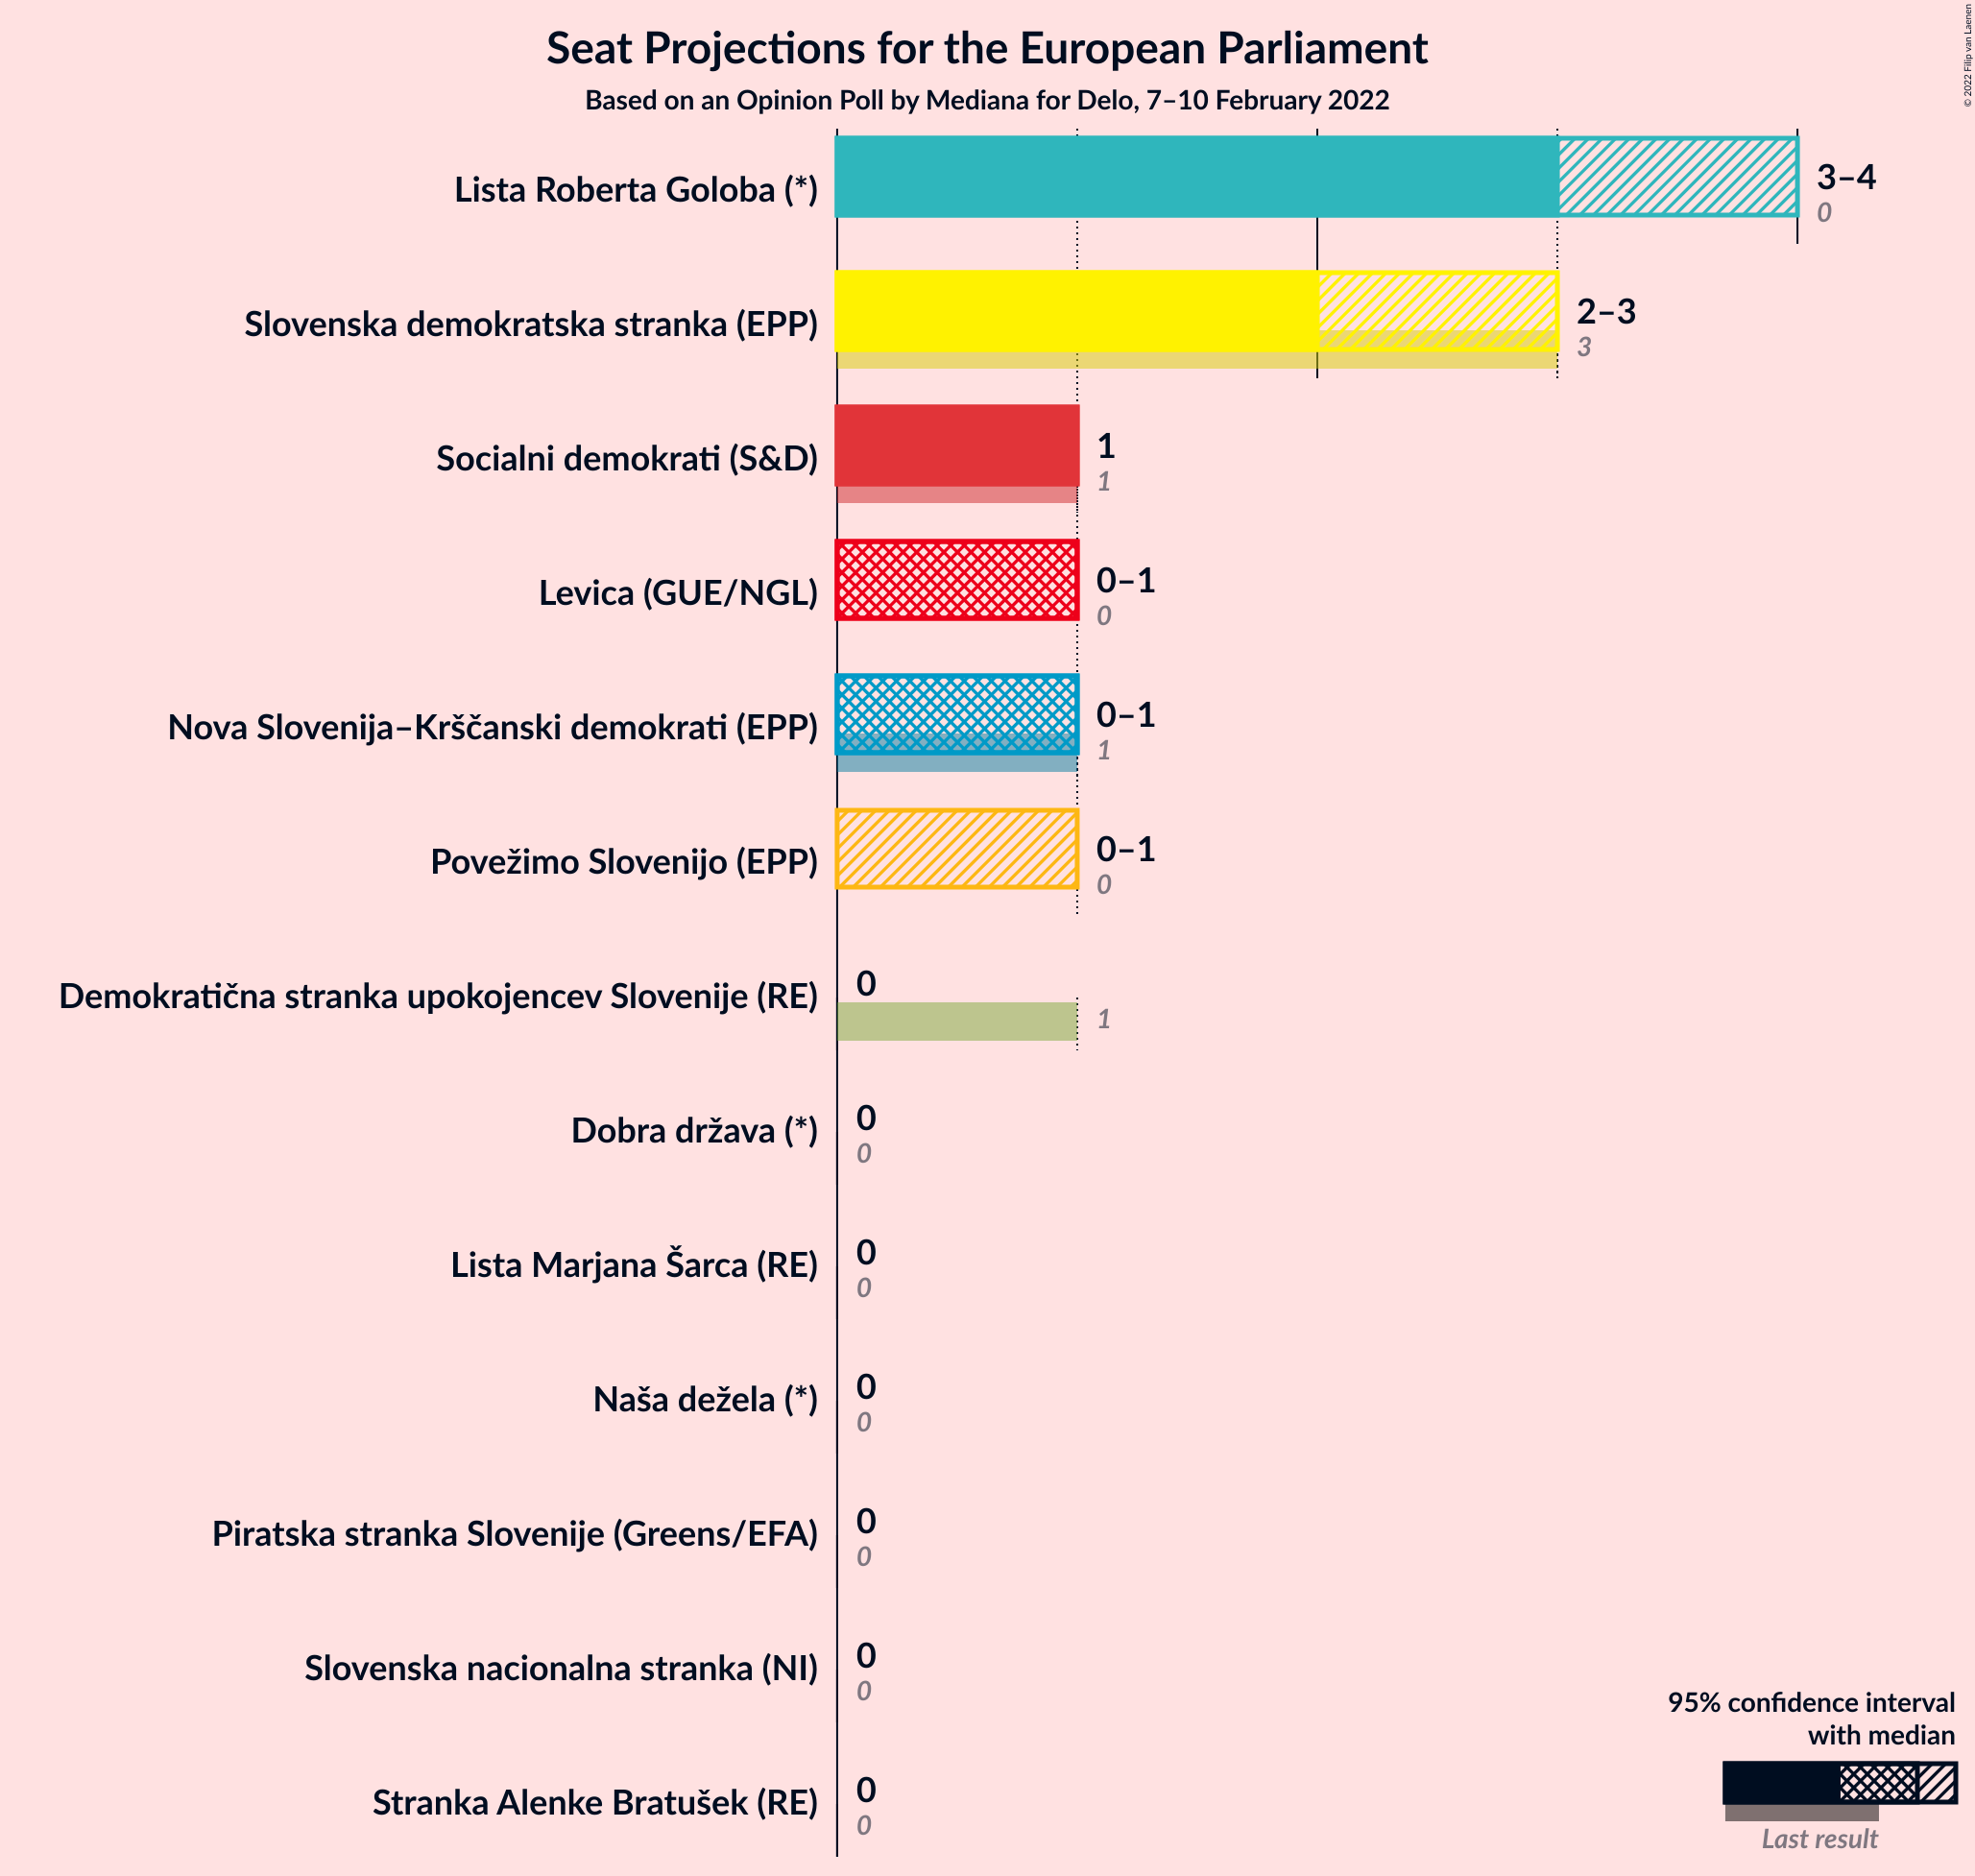 Seat Projections for the European Parliament
Based on an Opinion Poll by Mediana for Delo, 7–10 February 2022
© 2022 Filip van Laenen
Lista Roberta Goloba (*)
3–4
0
Slovenska demokratska stranka (EPP)
2–3
3
Socialni demokrati (S&D)
1
1
Levica (GUE/NGL)
0–1
0
Nova Slovenija–Krščanski demokrati (EPP)
0–1
1
Povežimo Slovenijo (EPP)
0–1
0
Demokratična stranka upokojencev Slovenije (RE)
0
1
Dobra država (*)
0
0
Lista Marjana Šarca (RE)
0
0
Naša dežela (*)
0
0
Piratska stranka Slovenije (Greens/EFA)
0
0
Slovenska nacionalna stranka (NI)
0
0
Stranka Alenke Bratušek (RE)
0
0
95% confidence interval
with median
Last result